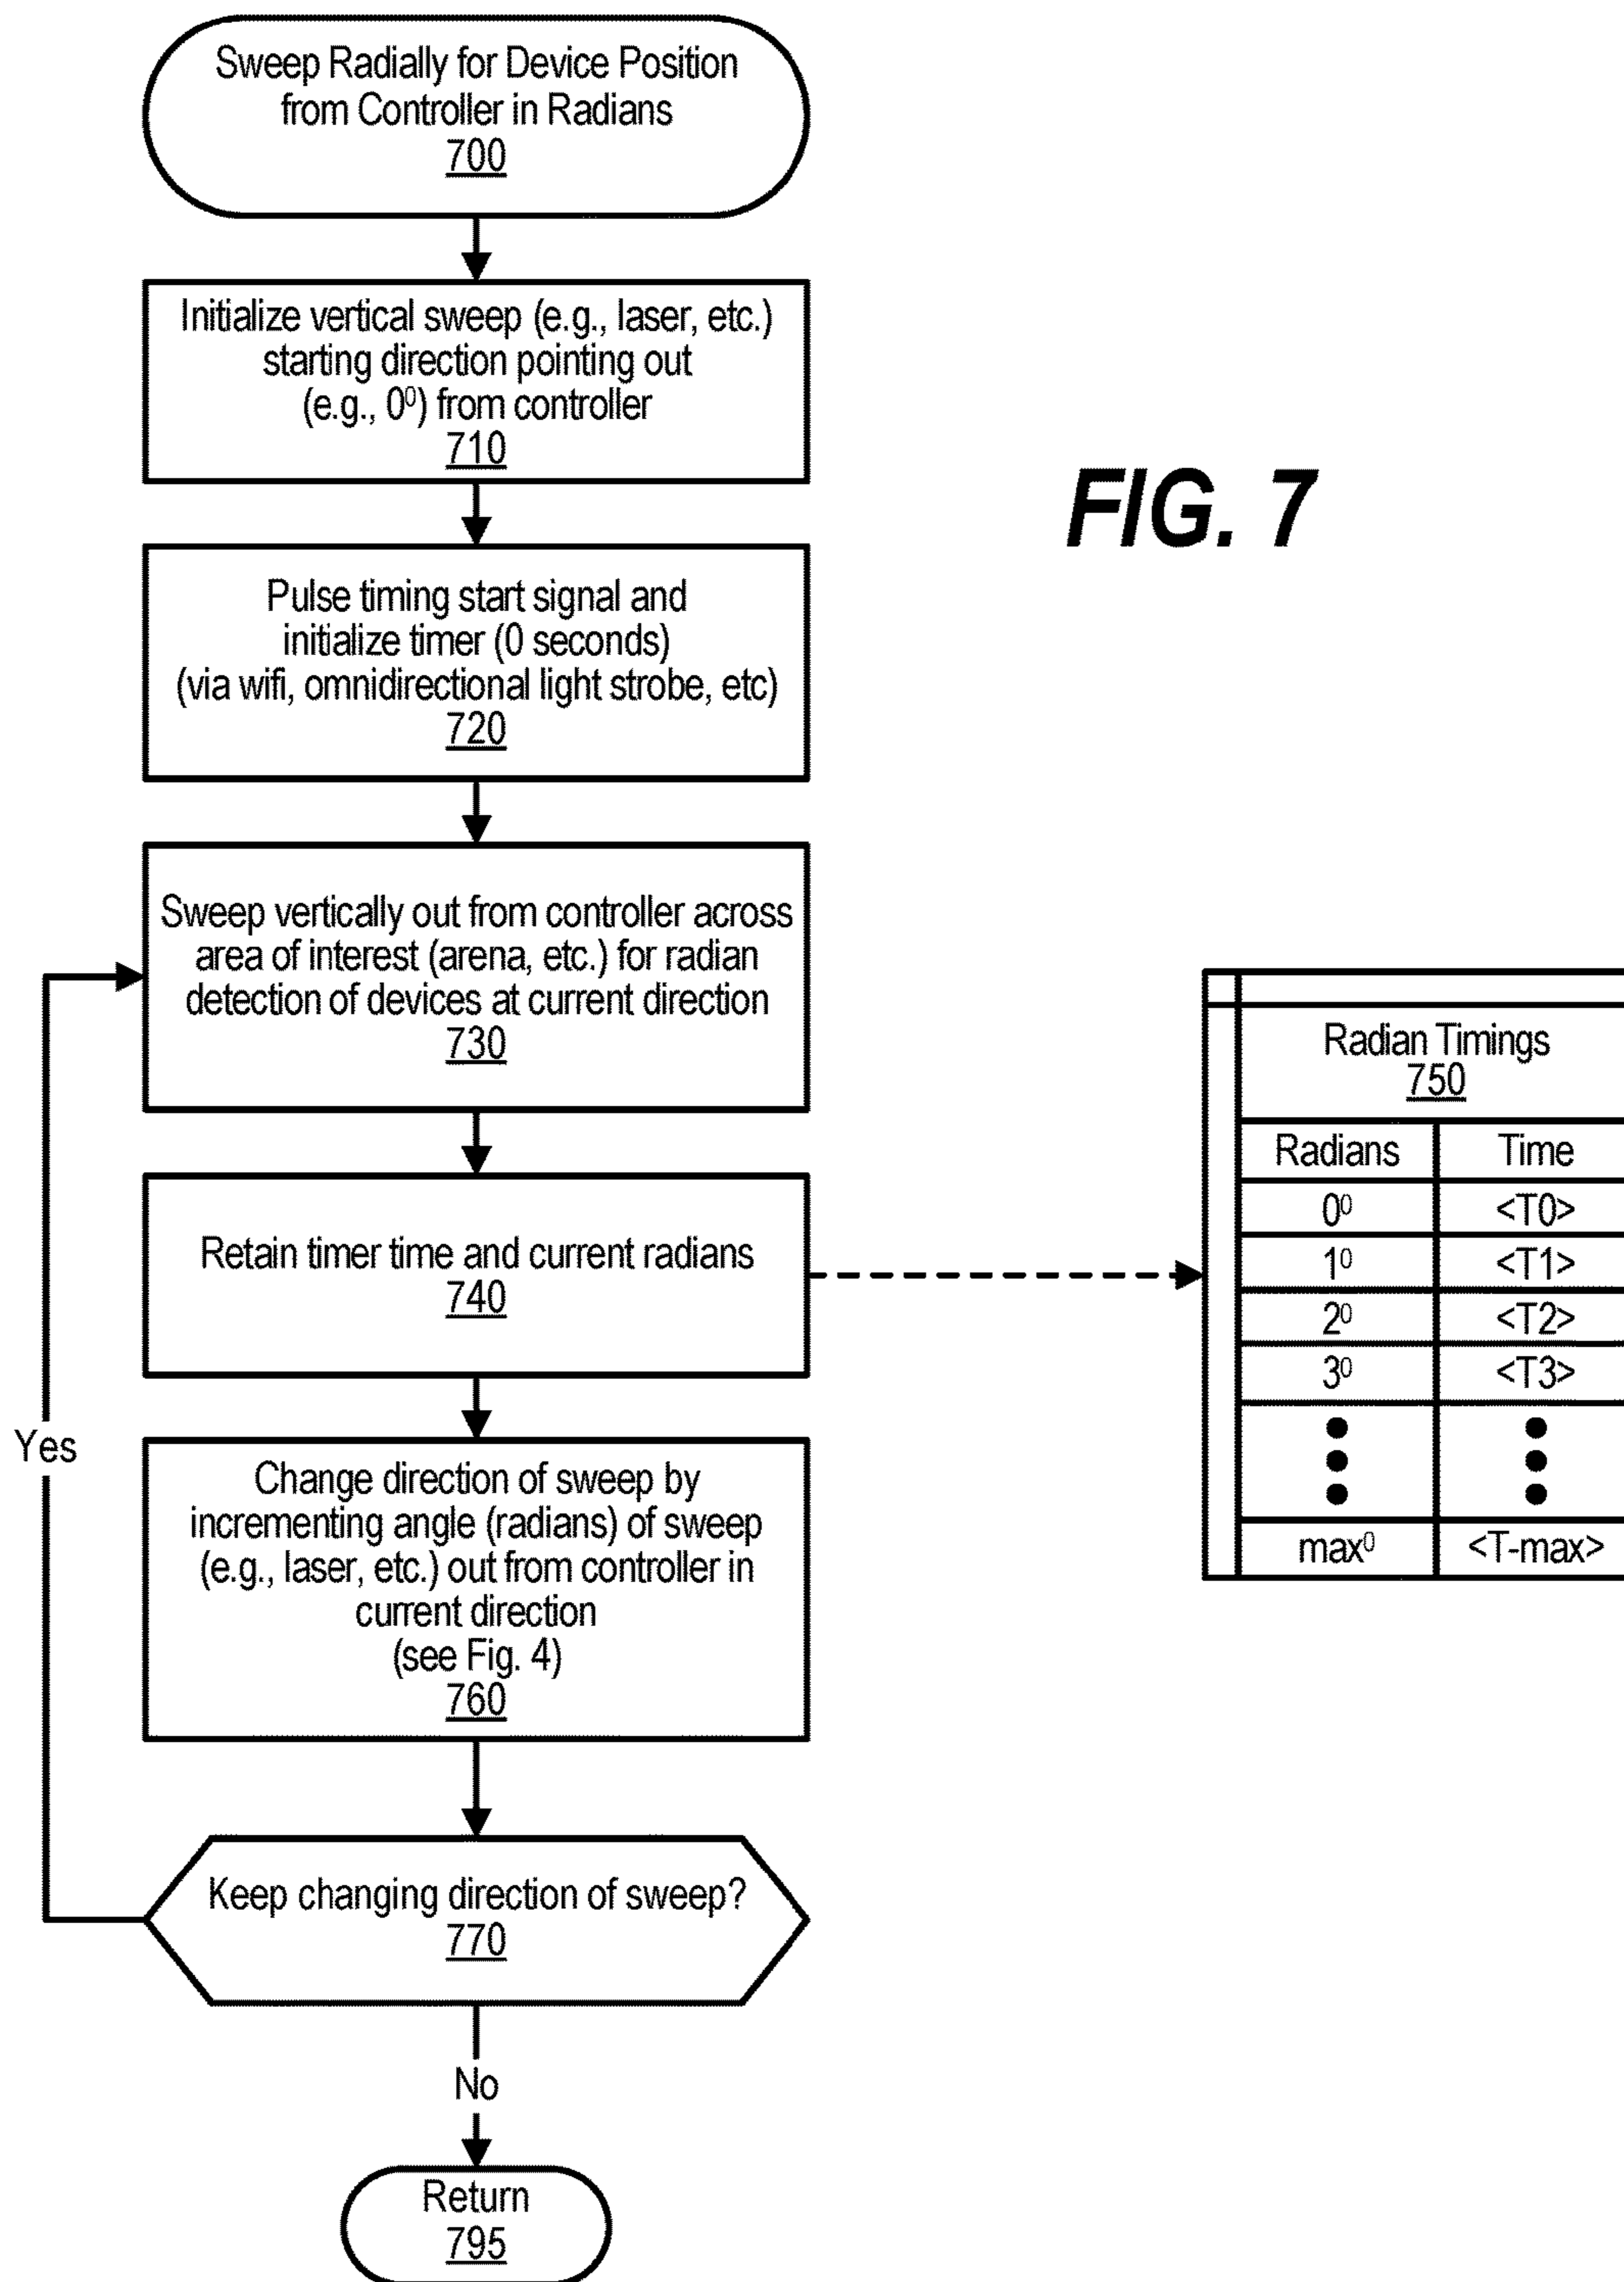 Sweep Radially for Device Position
from Controller in Radians
700
Initialize vertical sweep (e.g., laser, etc.)
starting direction pointing out
(e.g., 0⁰) from controller
710
FIG. 7
Pulse timing start signal and
initialize timer (0 seconds)
(via wifi, omnidirectional light strobe, etc)
720
Sweep vertically out from controller across
area of interest (arena, etc.) for radian
detection of devices at current direction
730
Retain timer time and current radians
740
Radian Timings
750
Radians Time
0⁰ <T0>
1⁰ <T1>
2⁰ <T2>
3⁰ <T3>
max⁰ <T-max>
Change direction of sweep by
incrementing angle (radians) of sweep
(e.g., laser, etc.) out from controller in
current direction
(see Fig. 4)
760
Yes
Keep changing direction of sweep?
770
No
Return
795